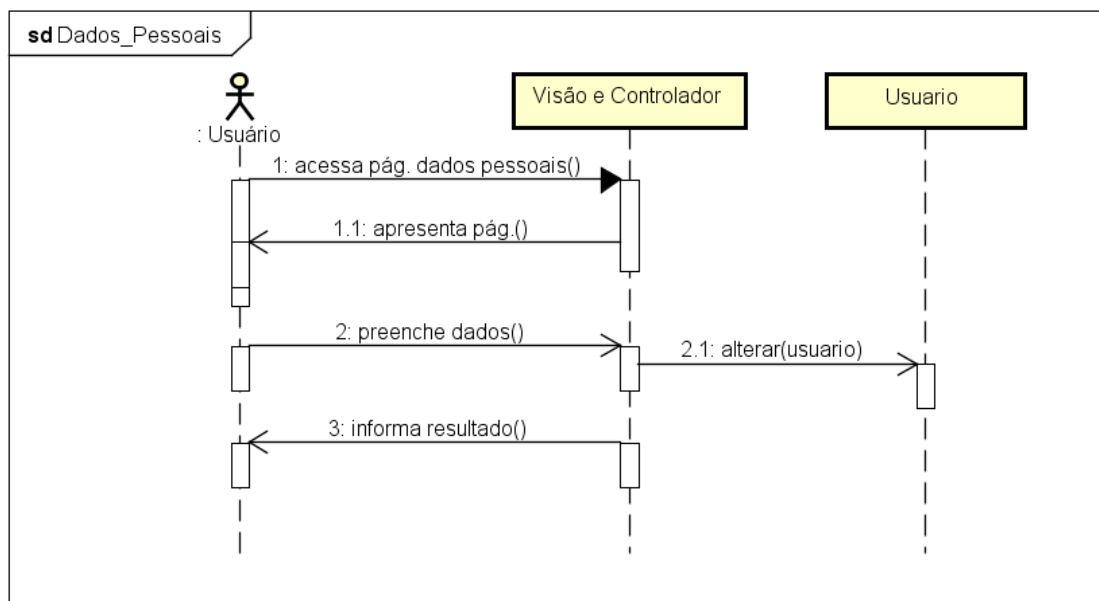 sd Dados_Pessoais
: Usuário
Visão e Controlador
Usuario
1: acessa pág. dados pessoais()
1.1: apresenta pág.()
2: preenche dados()
2.1: alterar(usuario)
3: informa resultado()